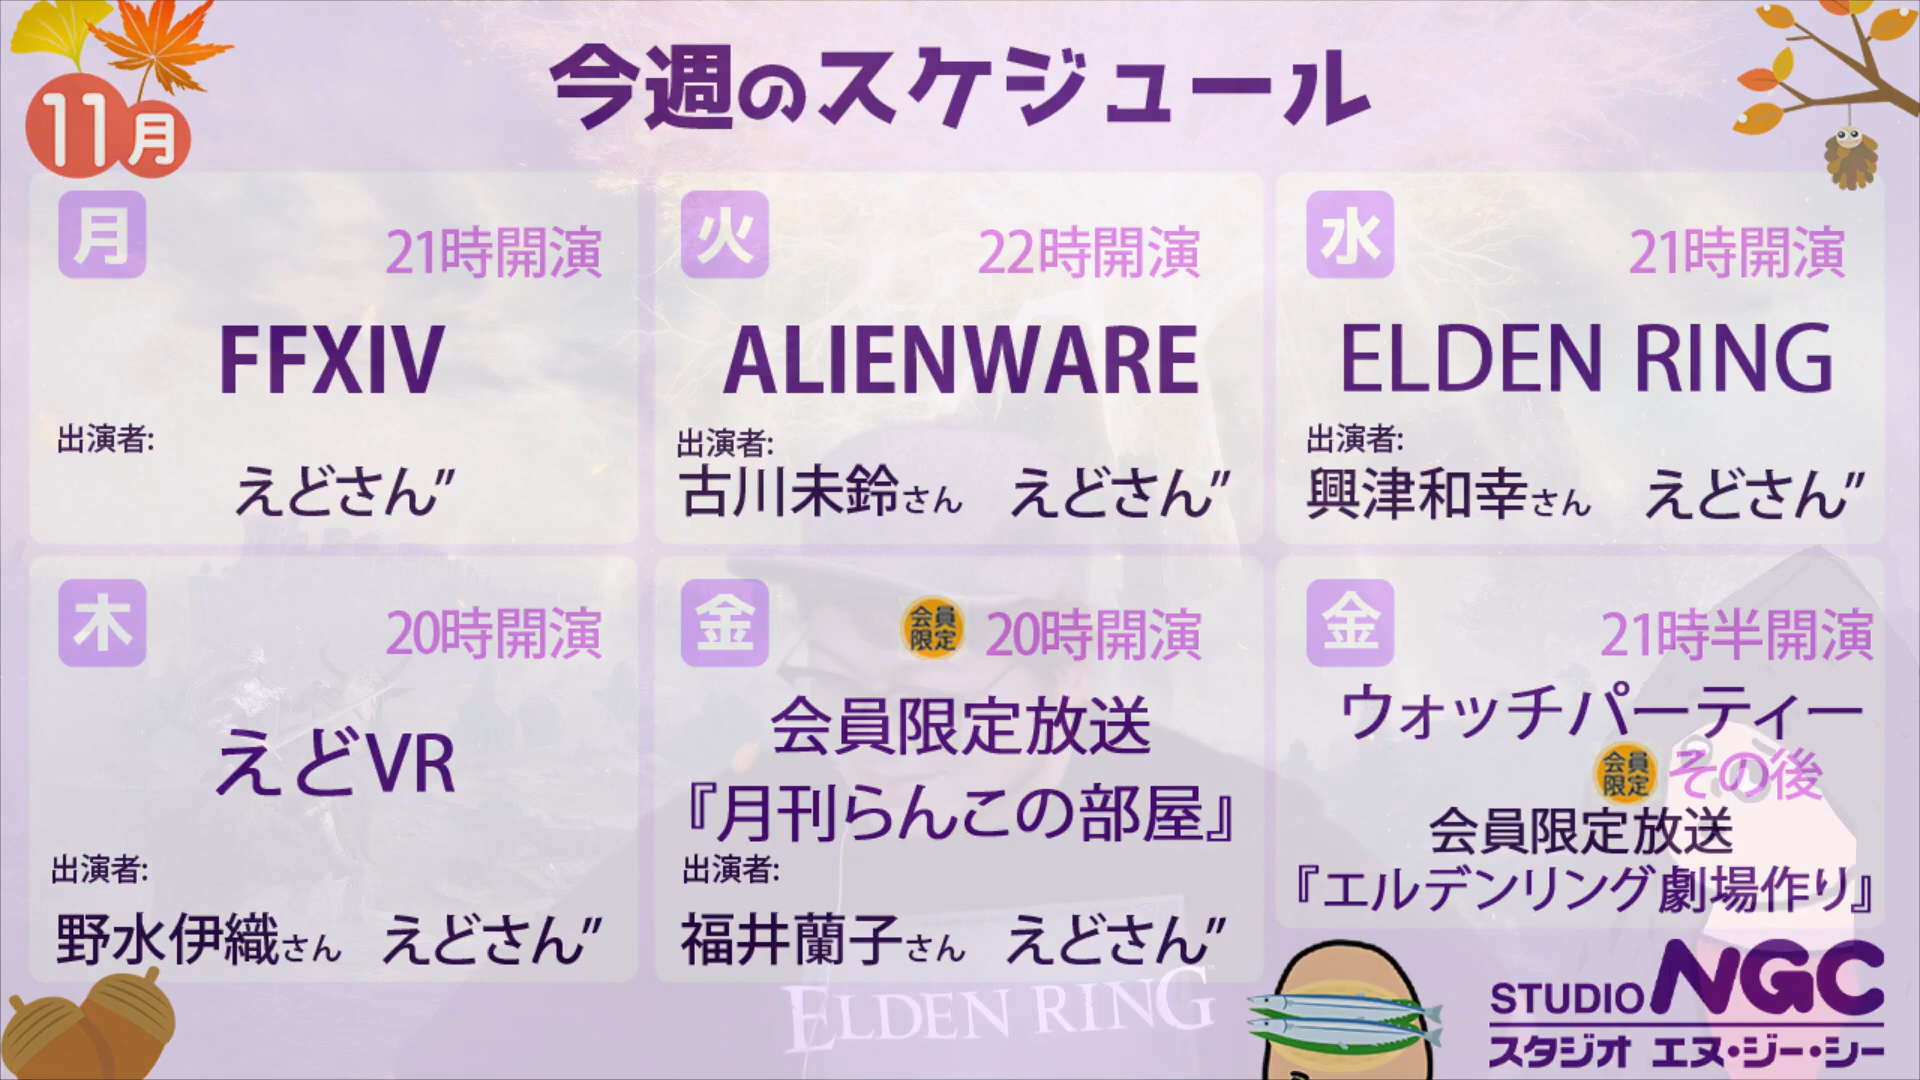 11月
今週のスケジュール
月
21時開演
FFXIV
出演者:
えどさん”
火
22時開演
ALIENWARE
出演者:
古川未鈴さん えどさん”
水
21時開演
ELDEN RING
出演者:
興津和幸さん えどさん”
木
20時開演
えどVR
出演者:
野水伊織さん えどさん”
金
会員
限定
20時開演
会員限定放送
『月刊らんこの部屋』
出演者:
福井蘭子さん えどさん”
金
21時半開演
ウォッチパーティー
会員
限定
その後
会員限定放送
『エルデンリング劇場作り』
ELDEN RING
STUDIO NGC
スタジオ エヌ・ジー・シー